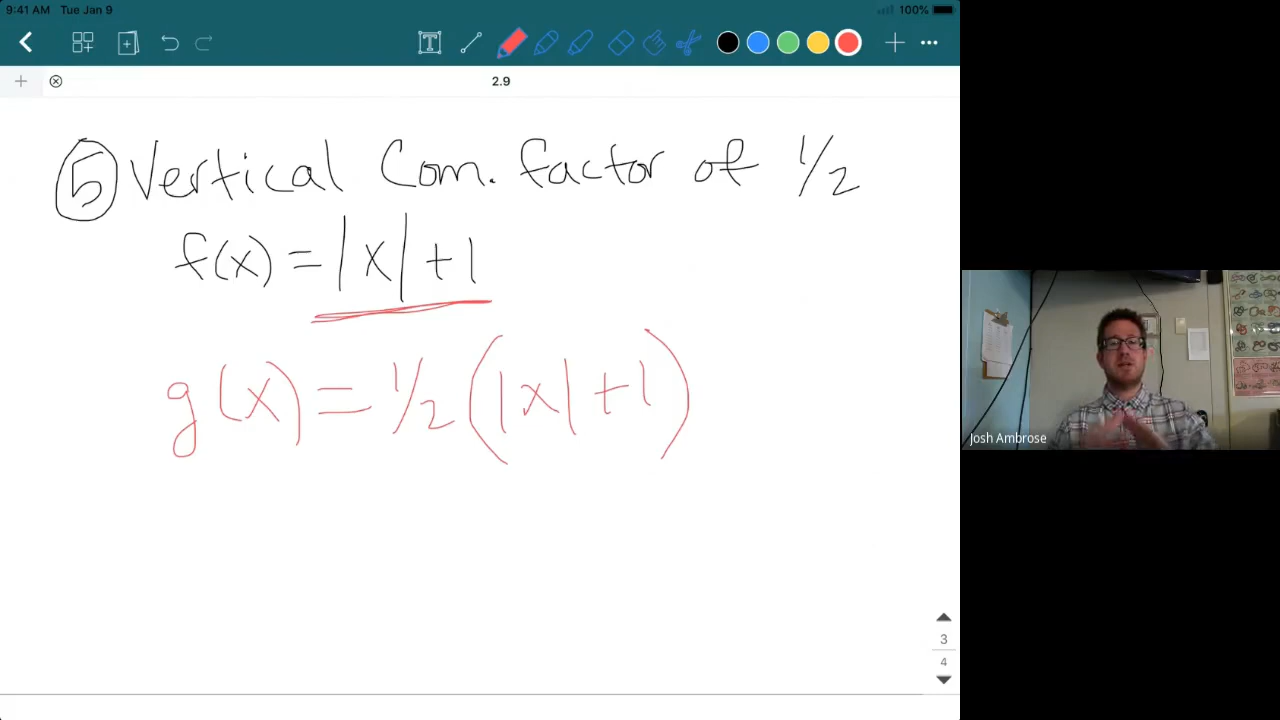 9:41 AM Tue Jan 9 100%
2.9
5 Vertical Com. factor of 1/2
f(x) = |x| +1
g(x) = 1/2 (|x| +1)
Josh Ambrose
3
4